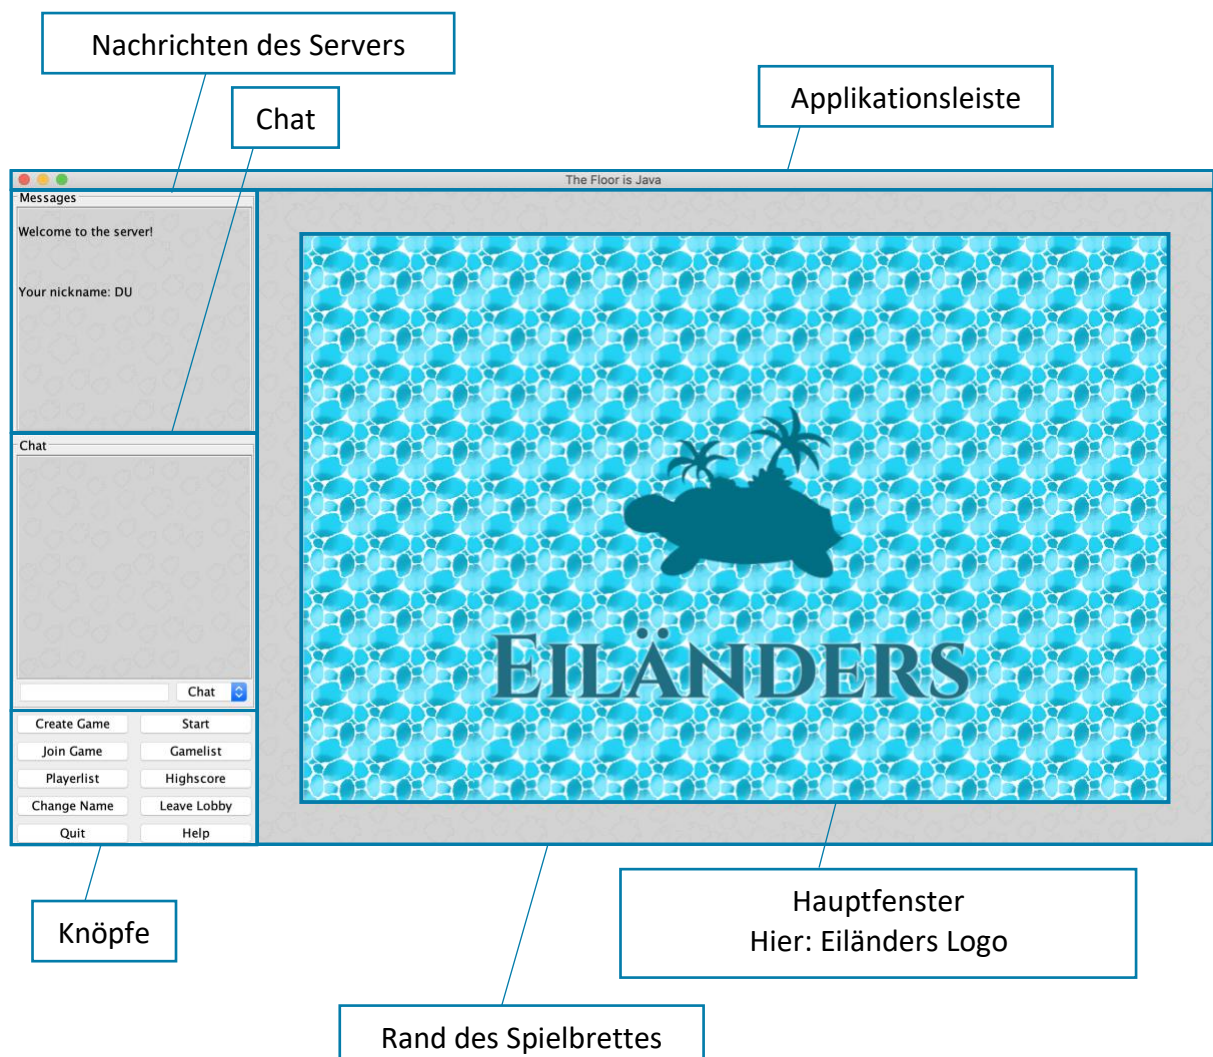 Nachrichten des Servers
Chat
Applikationsleiste
The Floor is Java
Messages
Welcome to the server!
Your nickname: DU
Chat
Chat
Create Game
Start
Join Game
Gamelist
Playerlist
Highscore
Change Name
Leave Lobby
Quit
Help
EILÄNDERS
Knöpfe
Hauptfenster
Hier: Eiländers Logo
Rand des Spielbrettes